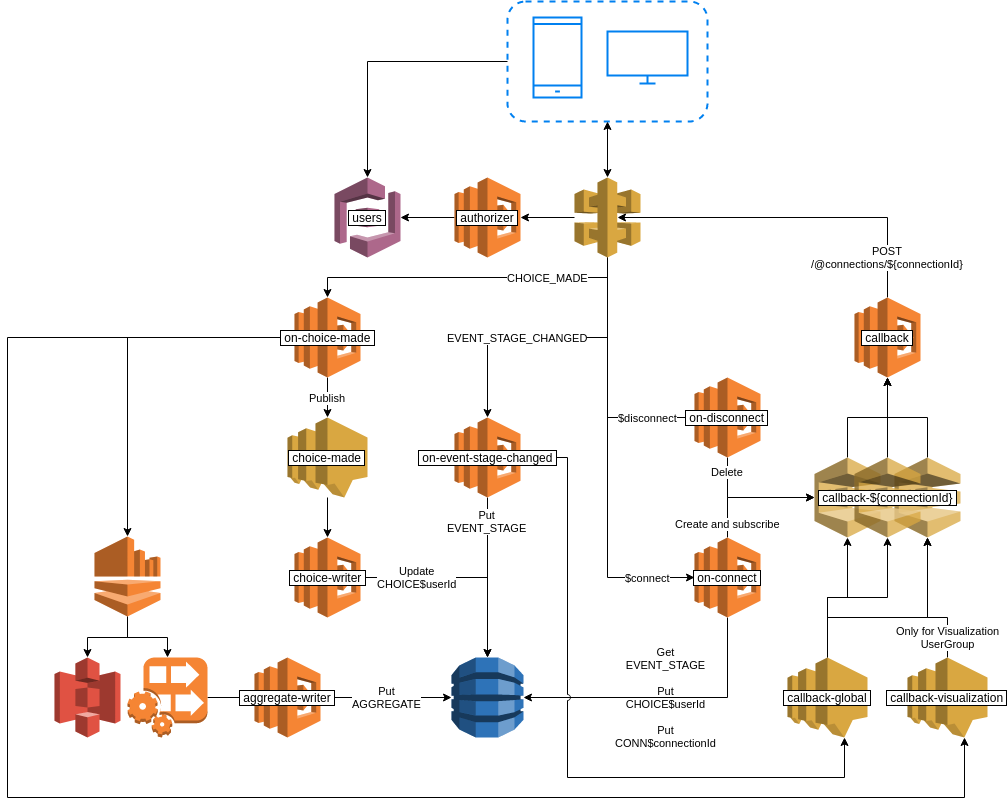 users
authorizer
POST
/@connections/${connectionId}
CHOICE_MADE
on-choice-made
EVENT_STAGE_CHANGED
callback
Publish
$disconnect
on-disconnect
choice-made
on-event-stage-changed
Delete
callback-${connectionId}
Put
EVENT_STAGE
Create and subscribe
choice-writer
Update
CHOICE$userId
$connect
on-connect
Only for Visualization
UserGroup
Get
EVENT_STAGE
aggregate-writer
Put
AGGREGATE
Put
CHOICE$userId
callback-global
callback-visualization
Put
CONN$connectionId